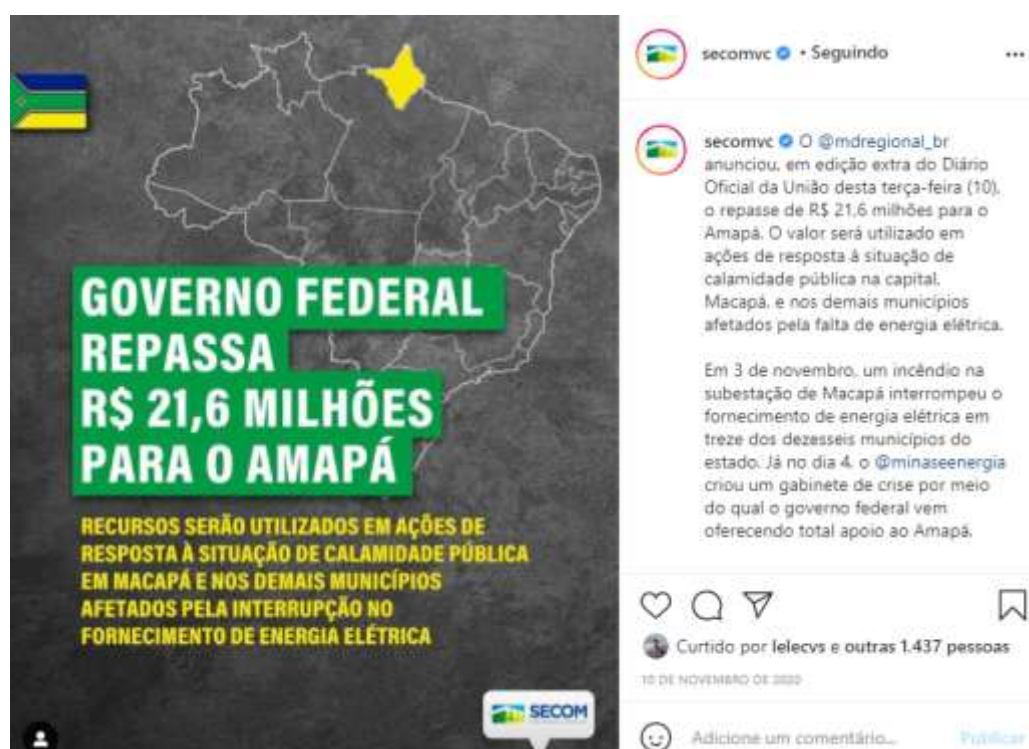 GOVERNO FEDERAL
REPASSA
R$ 21,6 MILHÕES
PARA O AMAPÁ
RECURSOS SERÃO UTILIZADOS EM AÇÕES DE
RESPOSTA À SITUAÇÃO DE CALAMIDADE PÚBLICA
EM MACAPÁ E NOS DEMAIS MUNICÍPIOS
AFETADOS PELA INTERRUPÇÃO NO
FORNECIMENTO DE ENERGIA ELÉTRICA
SECOM
secomvc • Seguindo
secomvc O @mdregional_br
anunciou, em edição extra do Diário
Oficial da União desta terça-feira (10),
o repasse de R$ 21,6 milhões para o
Amapá. O valor será utilizado em
ações de resposta à situação de
calamidade pública na capital,
Macapá, e nos demais municípios
afetados pela falta de energia elétrica.
Em 3 de novembro, um incêndio na
subestação de Macapá interrompeu o
fornecimento de energia elétrica em
treze dos dezesseis municípios do
estado. Já no dia 4, o @minaseenergia
criou um gabinete de crise por meio
do qual o governo federal vem
oferecendo total apoio ao Amapá.
Curtido por lelecvs e outras 1.437 pessoas
10 DE NOVEMBRO DE 2020
Adicione um comentário... Publicar